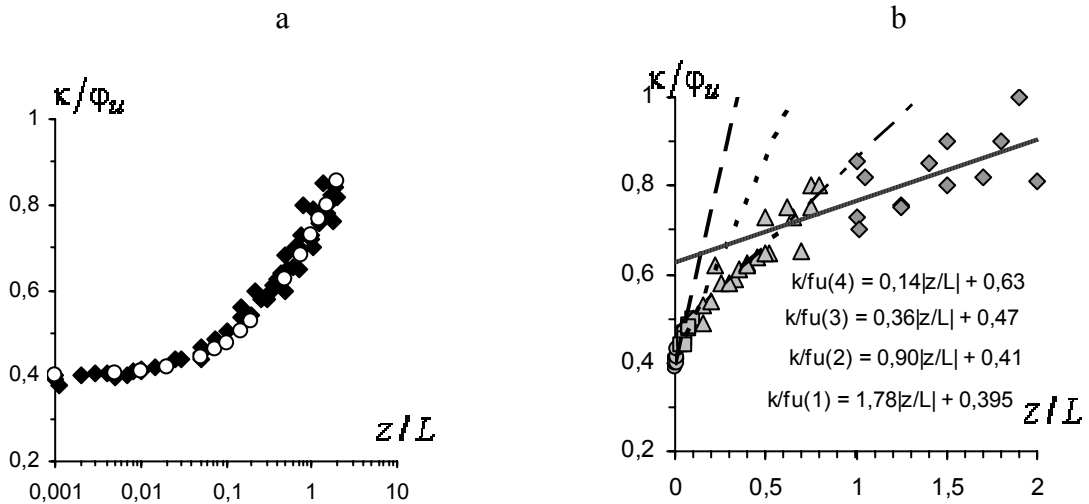 a
b
κ/φu
1
0,8
0,6
0,4
0,2
0,001
0,01
0,1
1
10
z/L
κ/φu
1
0,8
0,6
0,4
0,2
0
0,5
1
1,5
2
k/fu(4) = 0,14|z/L| + 0,63
k/fu(3) = 0,36|z/L| + 0,47
k/fu(2) = 0,90|z/L| + 0,41
k/fu(1) = 1,78|z/L| + 0,395
z/L